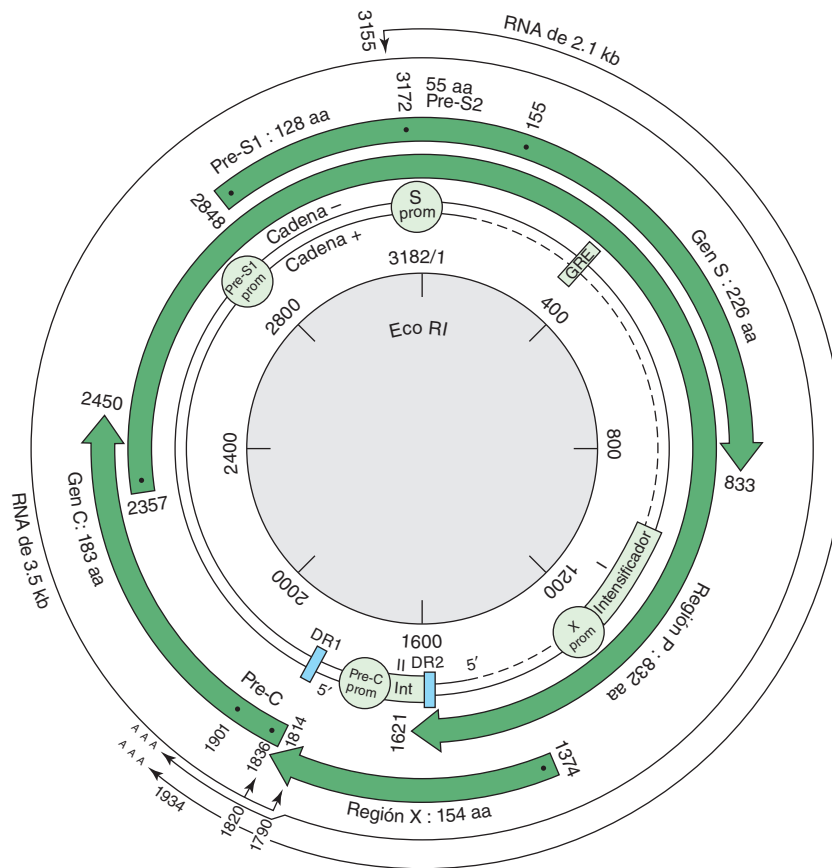 3155
RNA de 2.1 kb
3172
55 aa
Pre-S2
155
Pre-S1 : 128 aa
2848
Cadena –
Cadena +
S
prom
Pre-S1
prom
3182/1
GRE
Gen S : 226 aa
2800
Eco RI
400
2450
2400
800
833
Gen C: 183 aa
2357
RNA de 3.5 kb
I
Intensificador
2000
1200
X
prom
Región P : 832 aa
1600
DR1
II
DR2
5′
5′
Pre-C
prom
Int
Pre-C
1621
1901
1836
1814
1374
A A A
A A A
1934
1820
1790
Región X : 154 aa